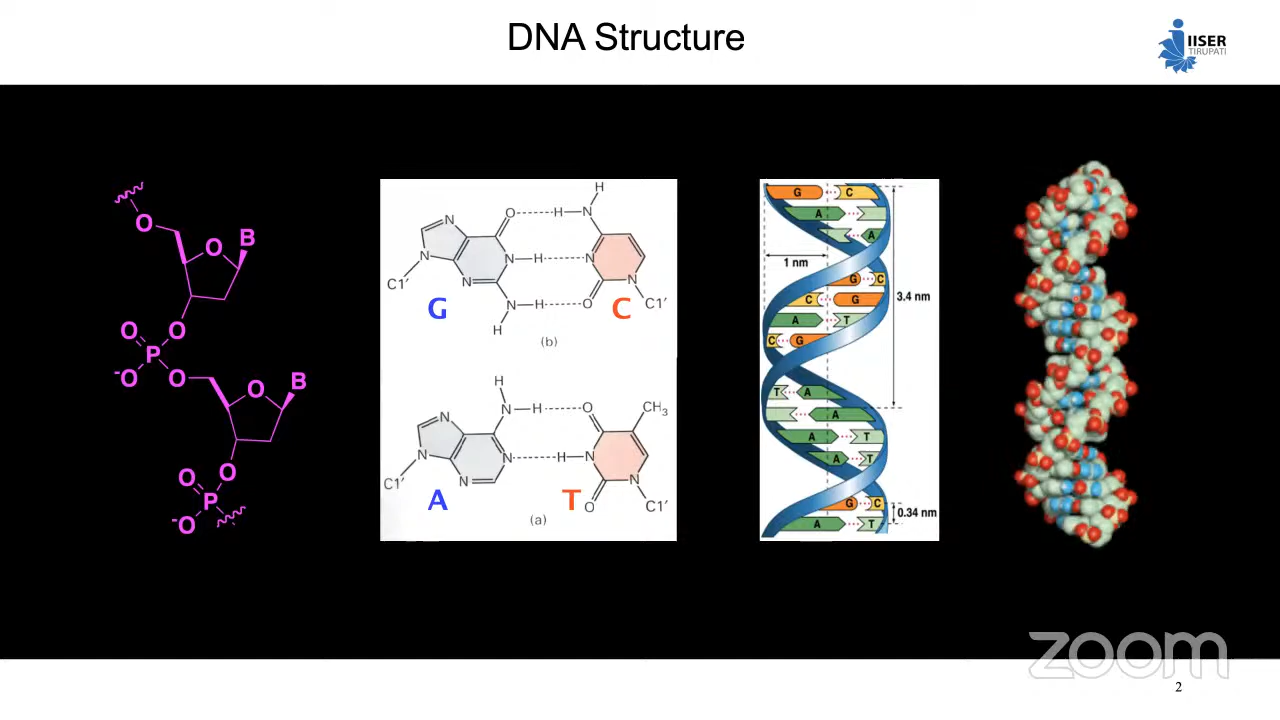 DNA Structure
IISER
TIRUPATI
O
O
B
O
O
P
-O
O
O
B
O
O
P
-O
H
N
O
H
N
N
N
H
N
N
N
C1'
N
H
O
C1'
H
G
C
(b)
H
CH3
N
N
H
O
N
N
H
N
N
C1'
N
O
C1'
A
T
(a)
G
C
A
A
1 nm
G
C
C
G
3.4 nm
A
T
C
G
T
A
A
A
T
A
T
G
C
0.34 nm
A
T
zoom
2